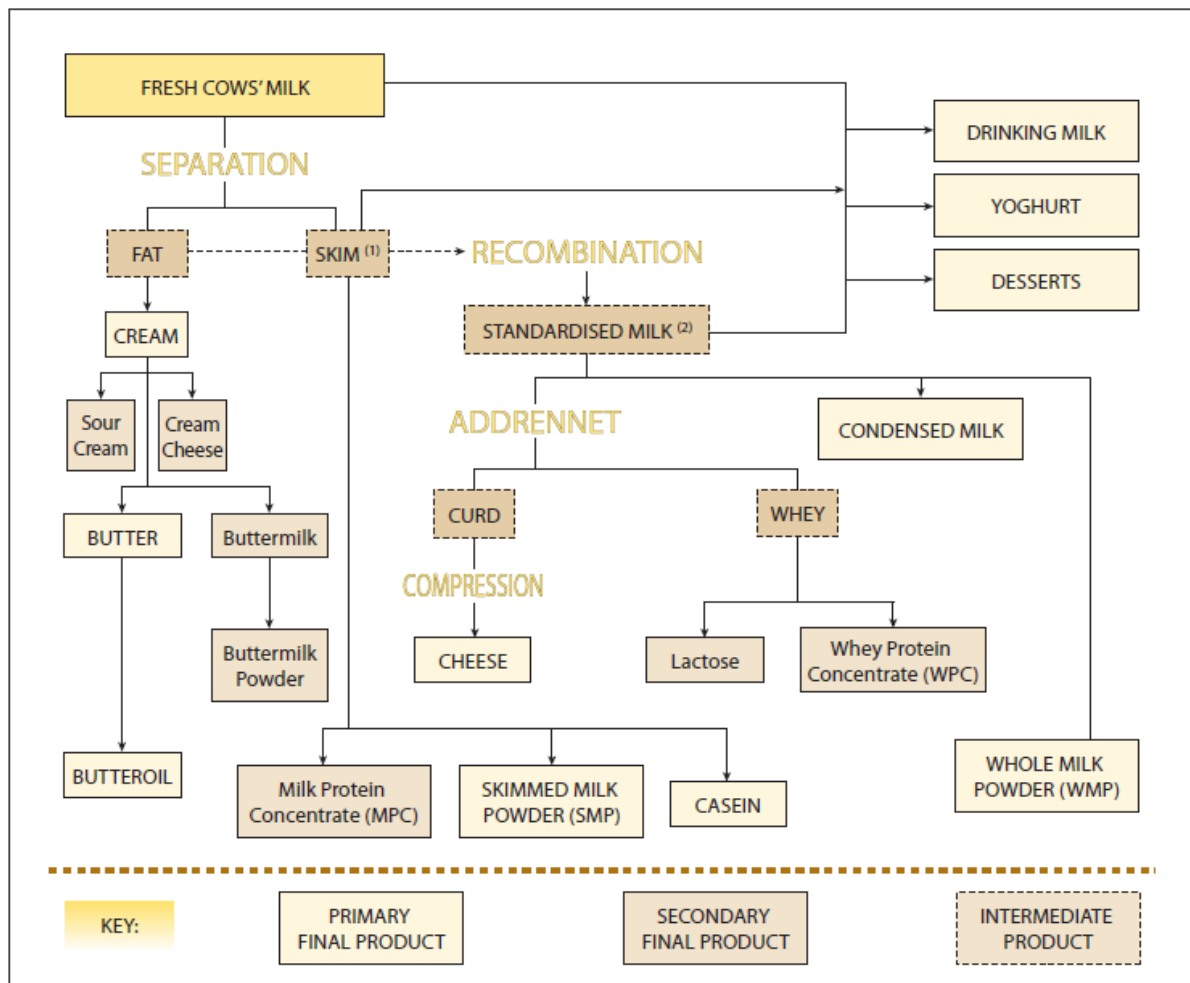 FRESH COWS' MILK
SEPARATION
DRINKING MILK
YOGHURT
FAT
SKIM (1)
RECOMBINATION
DESSERTS
CREAM
STANDARDISED MILK (2)
Sour
Cream
Cream
Cheese
ADDRENNET
CONDENSED MILK
BUTTER
Buttermilk
CURD
WHEY
COMPRESSION
Buttermilk
Powder
CHEESE
Lactose
Whey Protein
Concentrate (WPC)
BUTTEROIL
Milk Protein
Concentrate (MPC)
SKIMMED MILK
POWDER (SMP)
CASEIN
WHOLE MILK
POWDER (WMP)
KEY:
PRIMARY
FINAL PRODUCT
SECONDARY
FINAL PRODUCT
INTERMEDIATE
PRODUCT